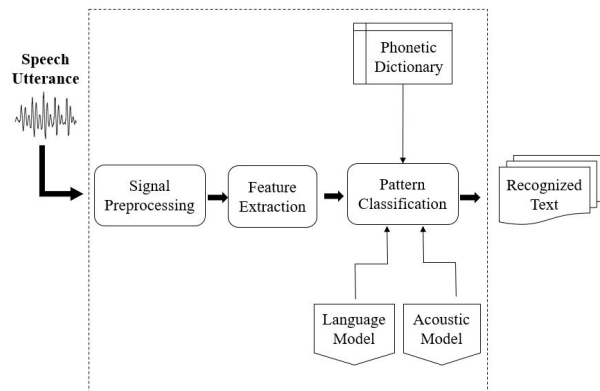 Speech
Utterance
Phonetic
Dictionary
Signal
Preprocessing
Feature
Extraction
Pattern
Classification
Recognized
Text
Language
Model
Acoustic
Model